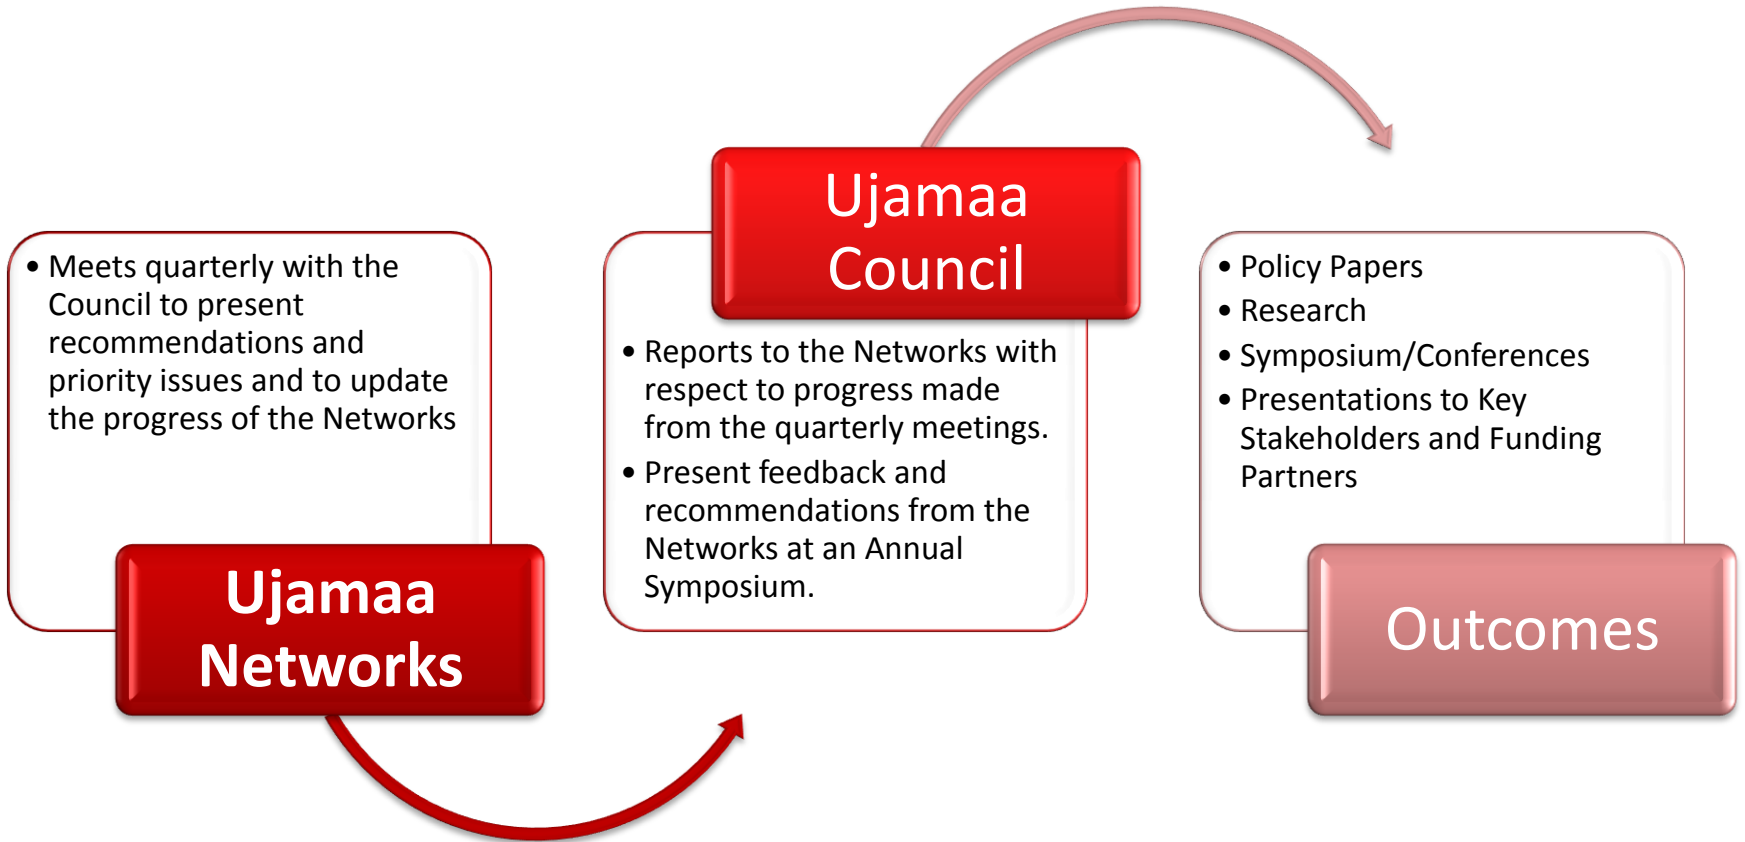 • Meets quarterly with the
Council to present
recommendations and
priority issues and to update
the progress of the Networks
Ujamaa
Networks
Ujamaa
Council
• Reports to the Networks with
respect to progress made
from the quarterly meetings.
• Present feedback and
recommendations from the
Networks at an Annual
Symposium.
• Policy Papers
• Research
• Symposium/Conferences
• Presentations to Key
Stakeholders and Funding
Partners
Outcomes